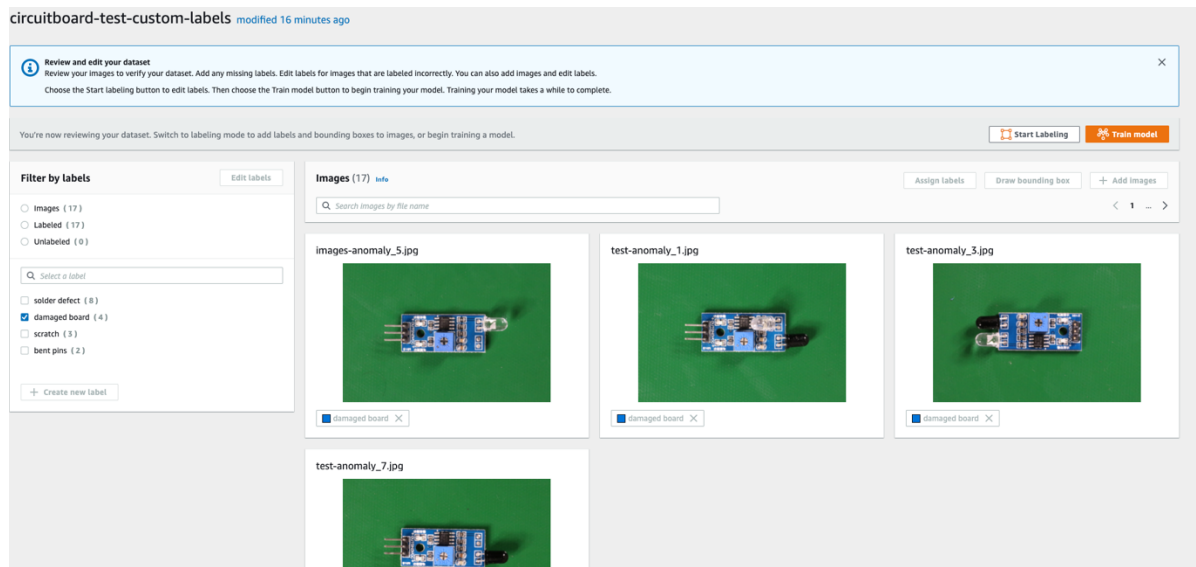 circuitboard-test-custom-labels modified 16 minutes ago
Review and edit your dataset
Review your images to verify your dataset. Add any missing labels. Edit labels for images that are labeled incorrectly. You can also add images and edit labels.
Choose the Start labeling button to edit labels. Then choose the Train model button to begin training your model. Training your model takes a while to complete.
You're now reviewing your dataset. Switch to labeling mode to add labels and bounding boxes to images, or begin training a model.
Start Labeling
Train model
Filter by labels
Edit labels
Images (17)
Labeled (17)
Unlabeled (0)
Select a label
solder defect (8)
damaged board (4)
scratch (3)
bent pins (2)
+ Create new label
Images (17) Info
Assign labels
Draw bounding box
+ Add images
Search images by file name
< 1 ... >
images-anomaly_5.jpg
damaged board
test-anomaly_1.jpg
damaged board
test-anomaly_3.jpg
damaged board
test-anomaly_7.jpg